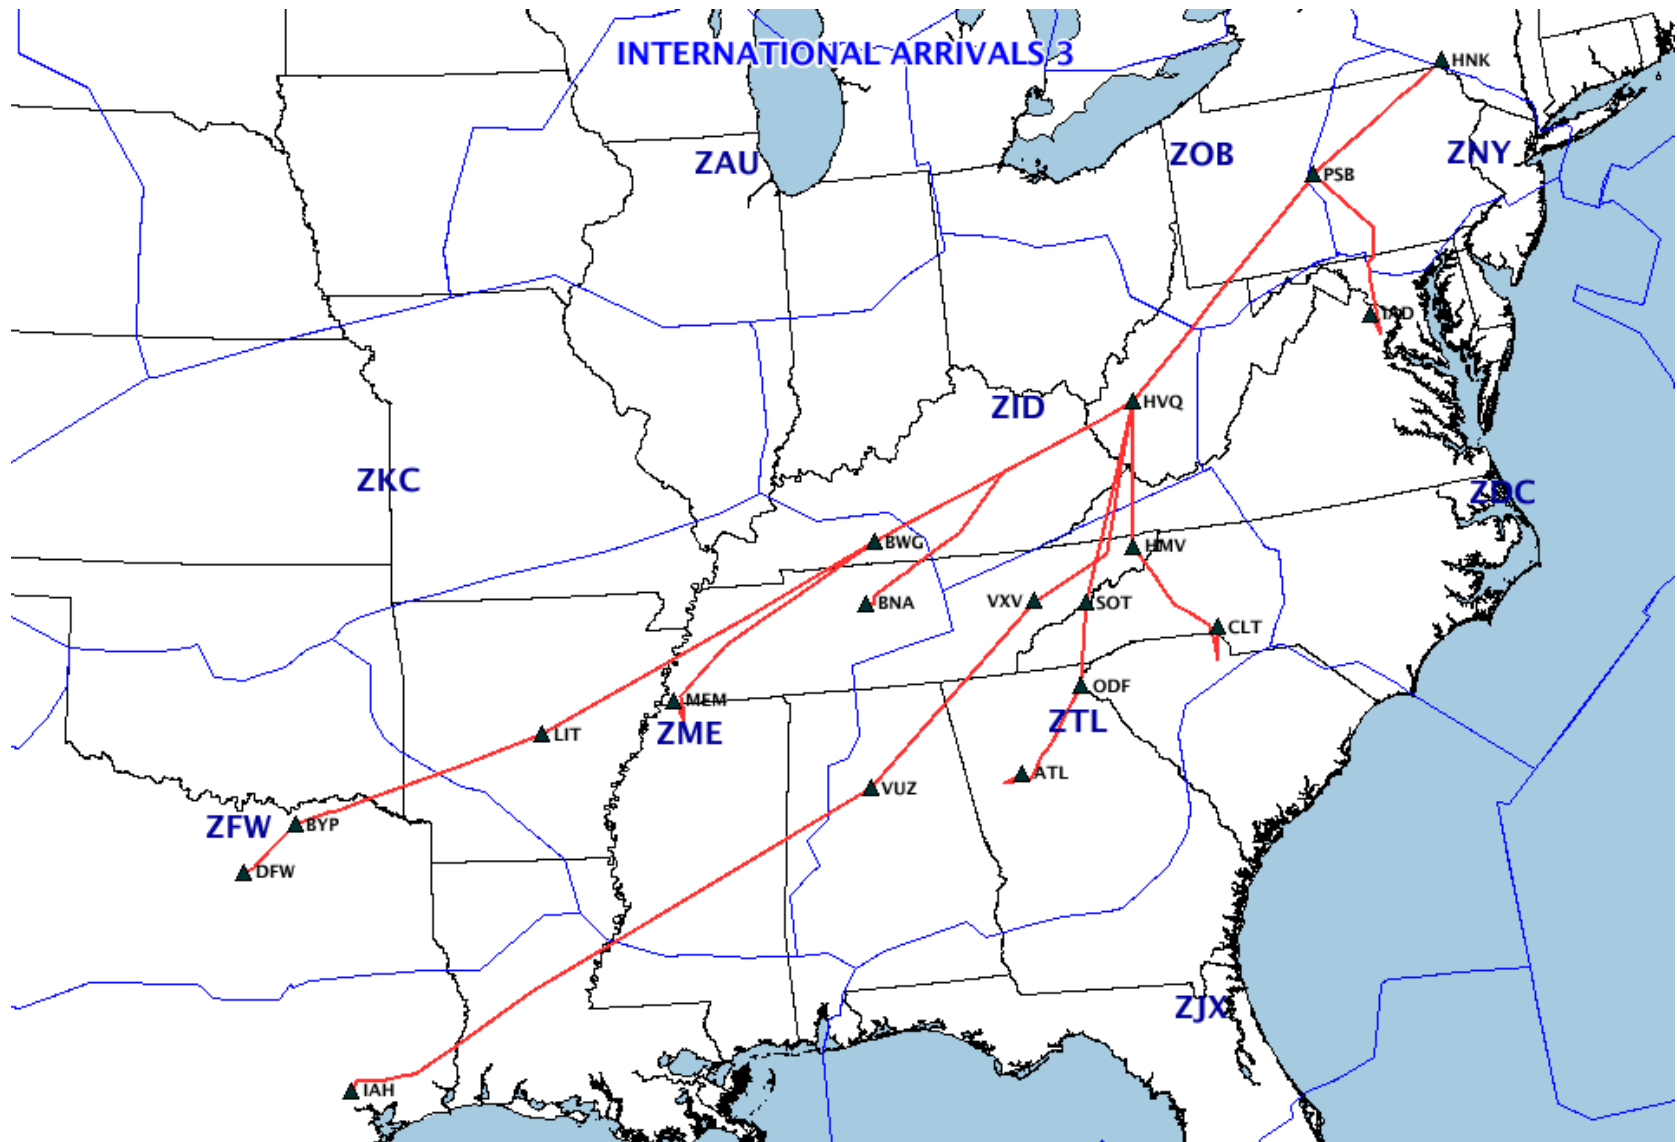 INTERNATIONAL ARRIVALS 3
HNK
ZAU
ZOB
ZNY
PSB
IAD
ZID
HVQ
ZKC
ZDC
BWG
HMV
BNA
VXV
SOT
CLT
ODF
MEM
ZME
LIT
ZTL
ATL
VUZ
ZFW
BYP
DFW
ZJX
IAH